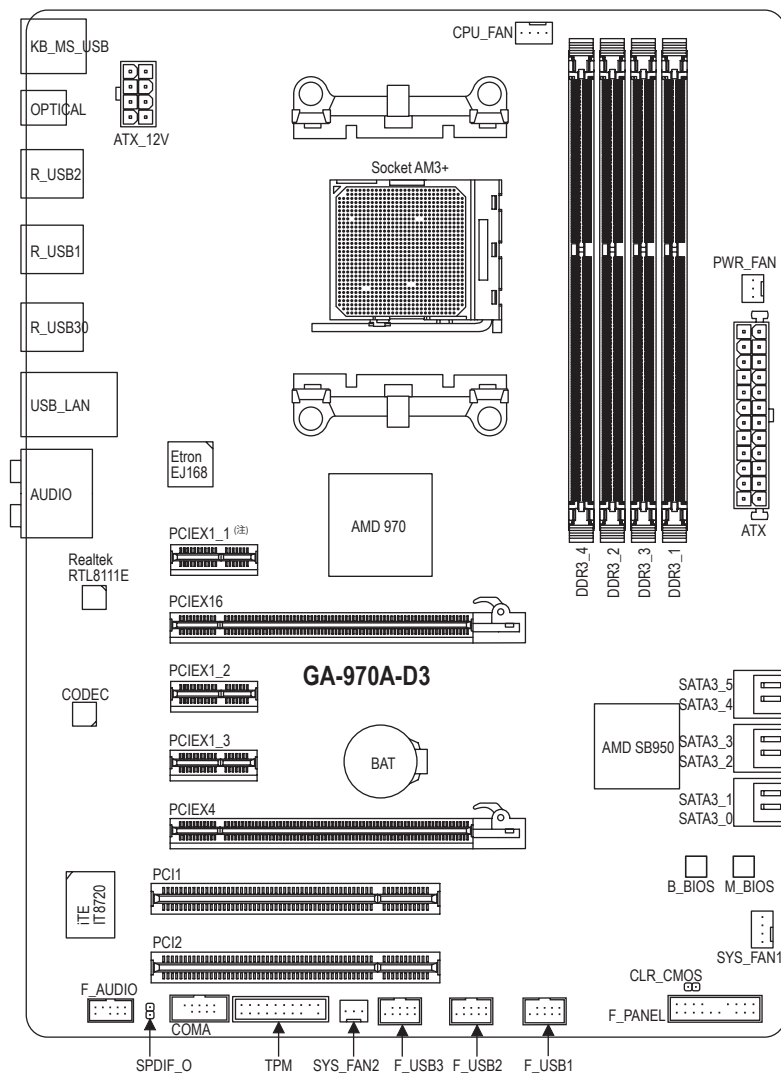 KB_MS_USB
CPU_FAN
OPTICAL
ATX_12V
Socket AM3+
R_USB2
R_USB1
PWR_FAN
R_USB30
USB_LAN
Etron
EJ168
AUDIO
AMD 970
ATX
PCIEX1_1 (注)
DDR3_4
DDR3_2
DDR3_3
DDR3_1
Realtek
RTL8111E
PCIEX16
GA-970A-D3
PCIEX1_2
CODEC
SATA3_5
SATA3_4
PCIEX1_3
BAT
AMD SB950
SATA3_3
SATA3_2
SATA3_1
SATA3_0
PCIEX4
B_BIOS
M_BIOS
PCI1
iTE
IT8720
PCI2
SYS_FAN1
CLR_CMOS
F_AUDIO
COMA
F_PANEL
SPDIF_O
TPM
SYS_FAN2
F_USB3
F_USB2
F_USB1